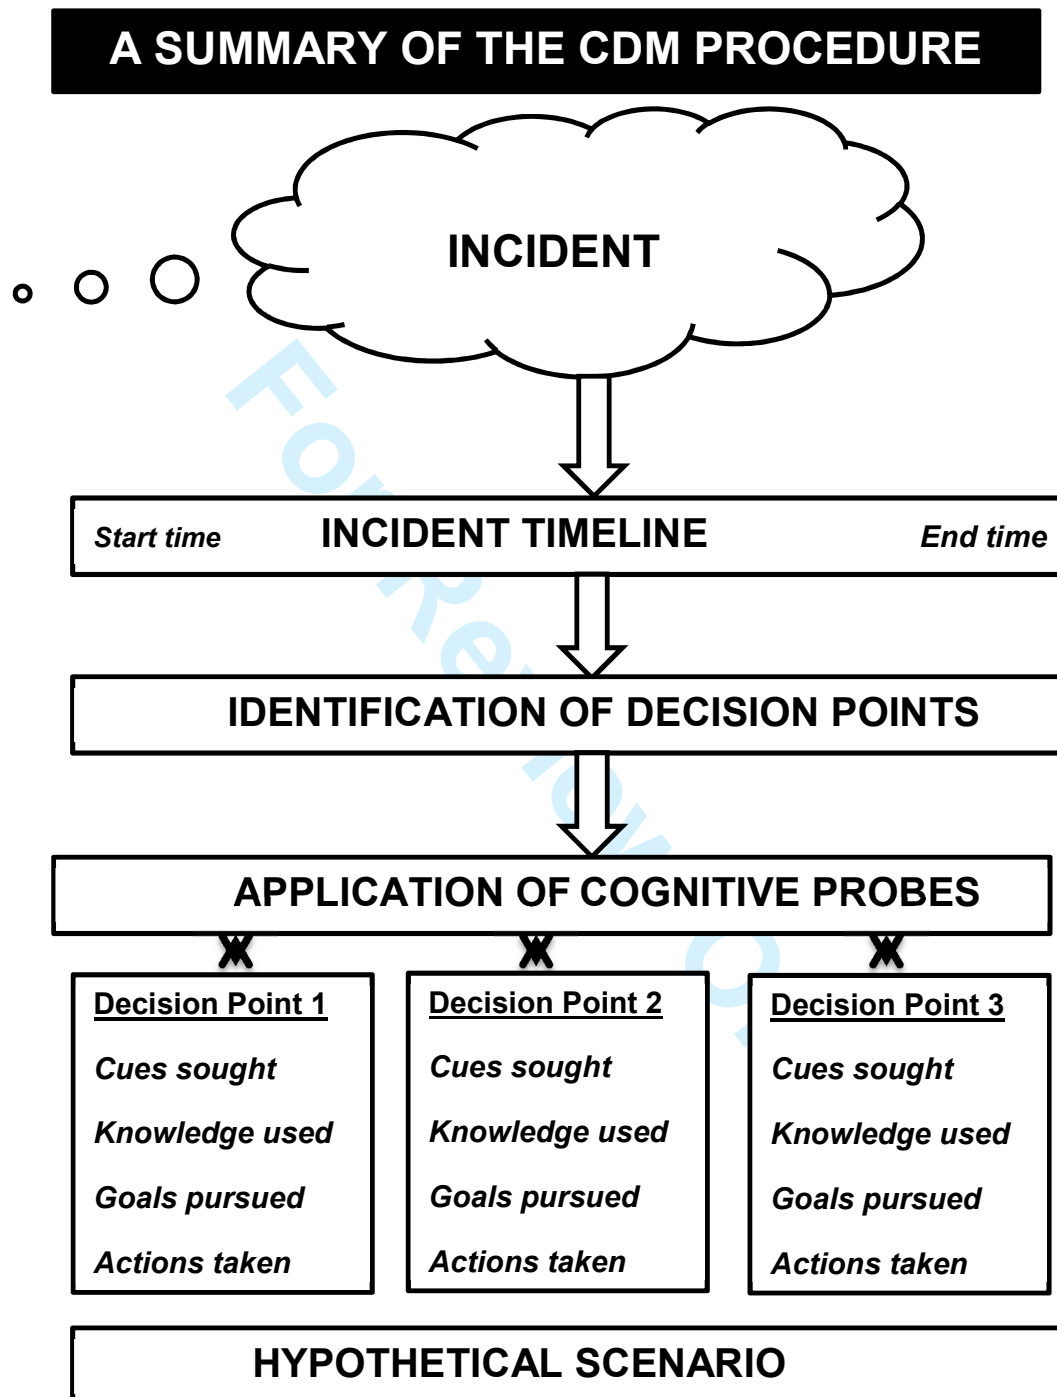 A SUMMARY OF THE CDM PROCEDURE
INCIDENT
Start time INCIDENT TIMELINE End time
IDENTIFICATION OF DECISION POINTS
APPLICATION OF COGNITIVE PROBES
Decision Point 1
Cues sought
Knowledge used
Goals pursued
Actions taken
Decision Point 2
Cues sought
Knowledge used
Goals pursued
Actions taken
Decision Point 3
Cues sought
Knowledge used
Goals pursued
Actions taken
HYPOTHETICAL SCENARIO
For Review